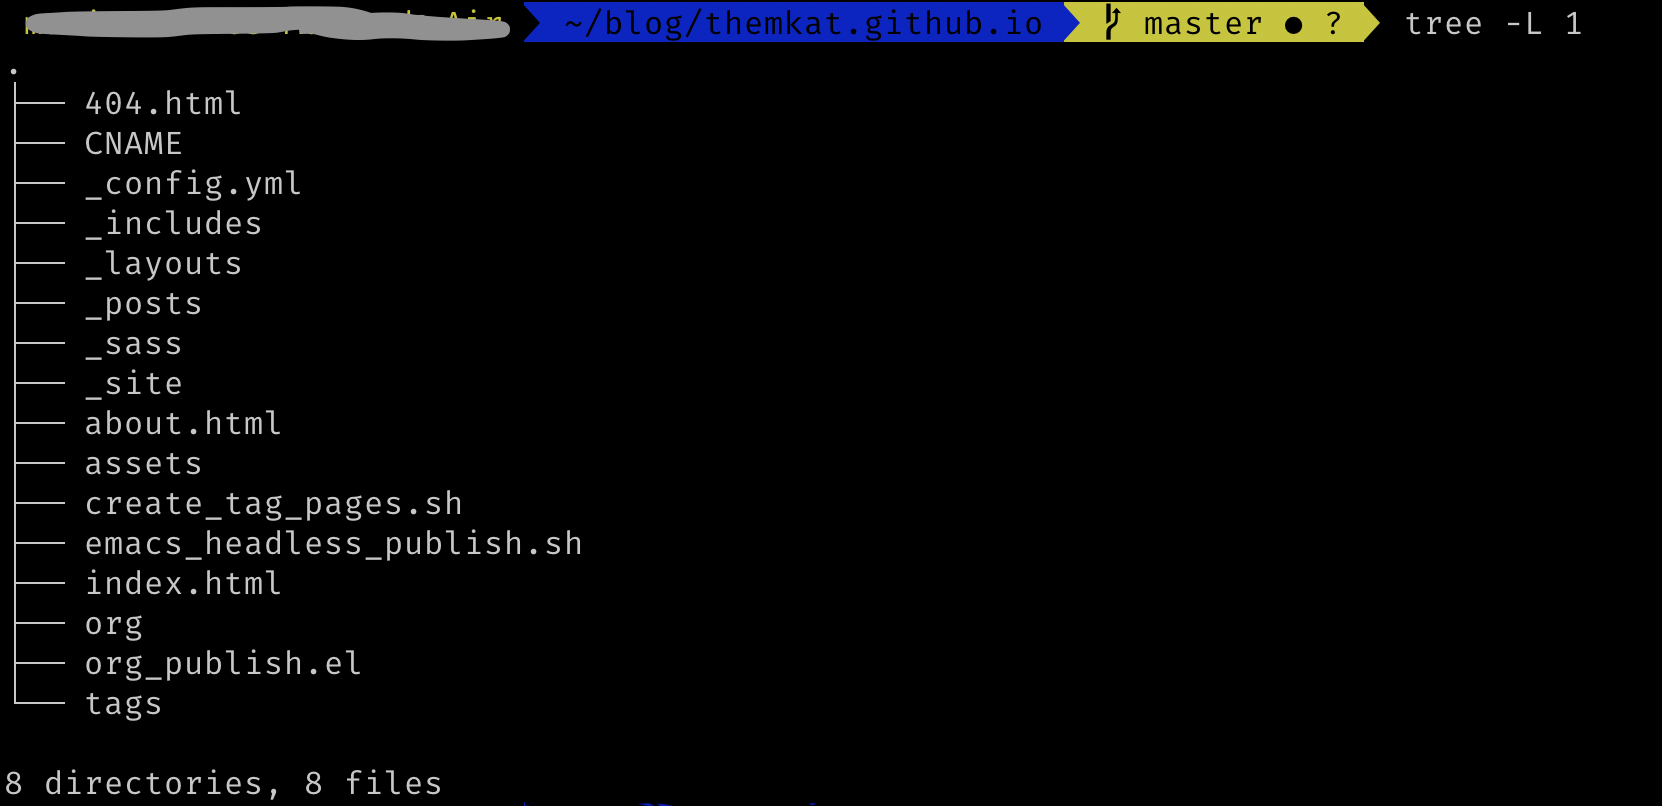 ~/blog/themkat.github.io master ● ? tree -L 1
.
├── 404.html
├── CNAME
├── _config.yml
├── _includes
├── _layouts
├── _posts
├── _sass
├── _site
├── about.html
├── assets
├── create_tag_pages.sh
├── emacs_headless_publish.sh
├── index.html
├── org
├── org_publish.el
└── tags
8 directories, 8 files